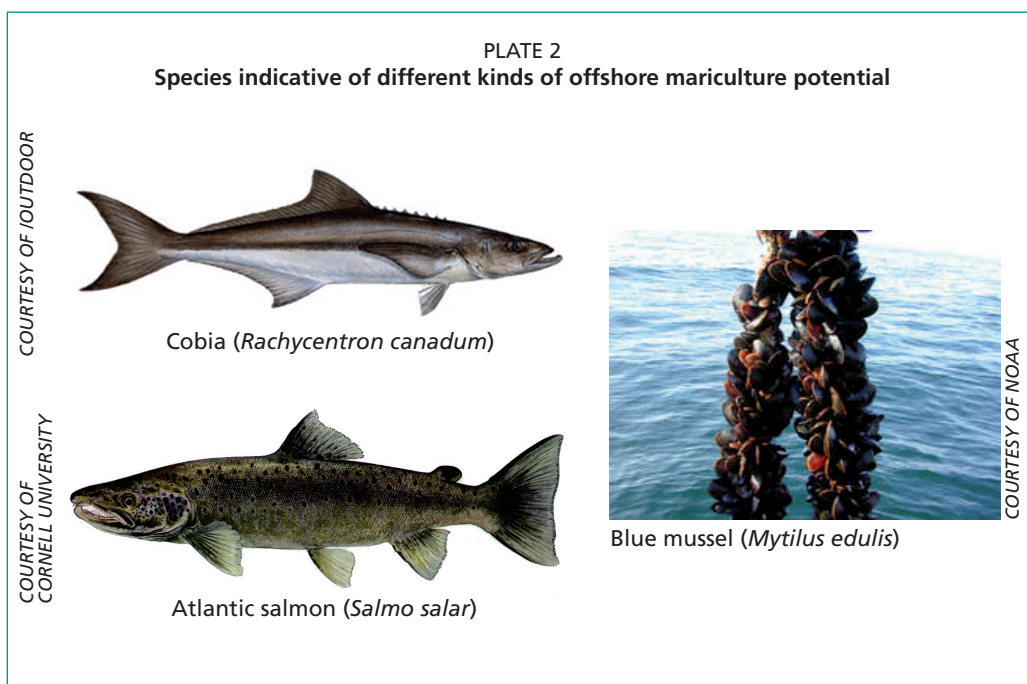 PLATE 2
Species indicative of different kinds of offshore mariculture potential
COURTESY OF IOUTDOOR
Cobia (Rachycentron canadum)
COURTESY OF
CORNELL UNIVERSITY
Atlantic salmon (Salmo salar)
COURTESY OF NOAA
Blue mussel (Mytilus edulis)